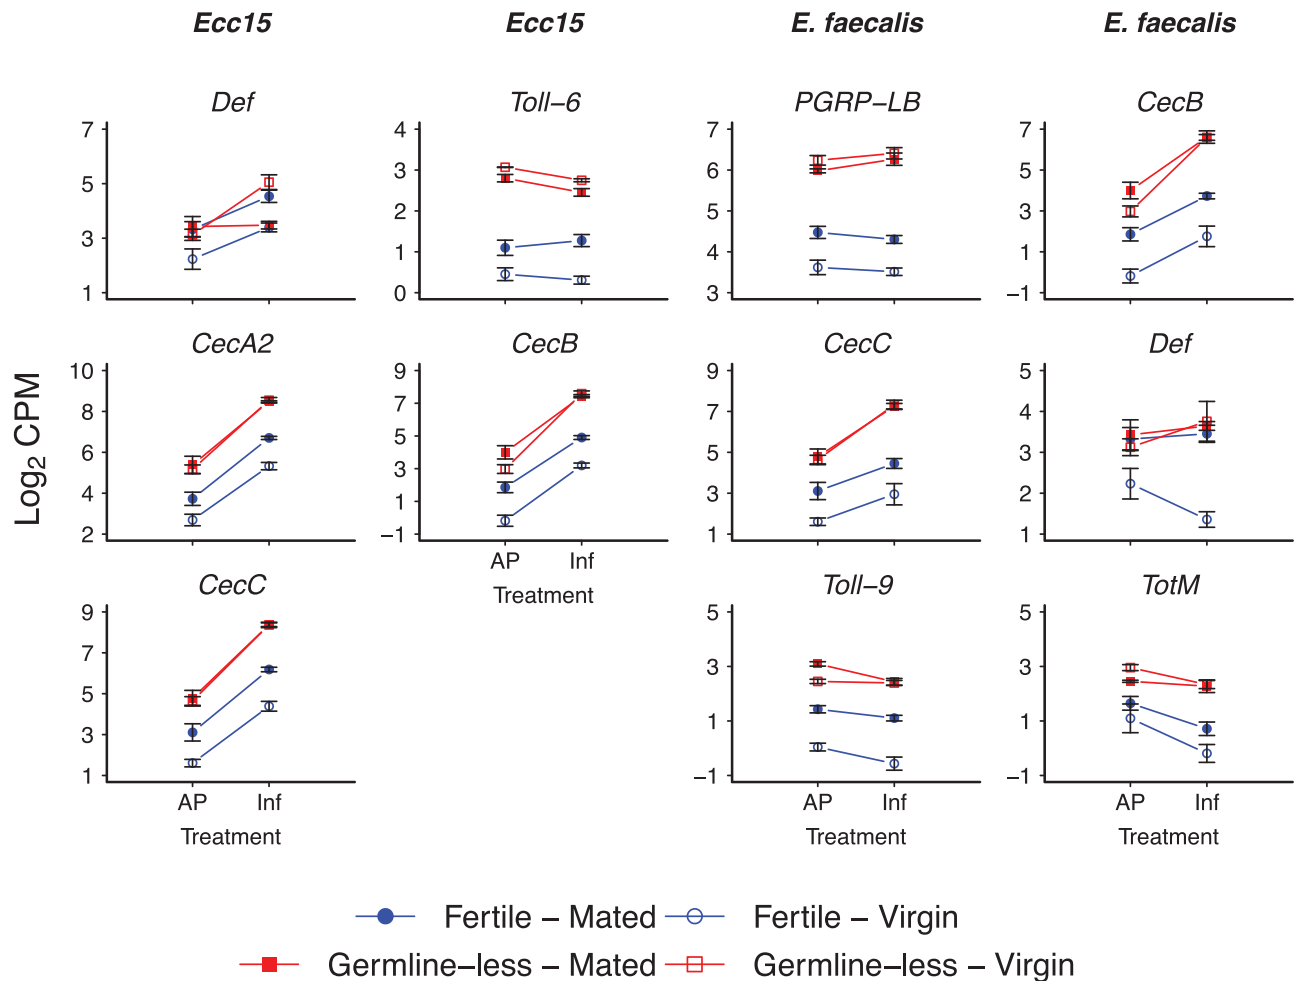 Ecc15 Ecc15 E. faecalis E. faecalis
Def Toll–6 PGRP–LB CecB
7 4 7 7
5 3 6 5
3 2 5 3
1 4 1
1 0 3 –1
CecA2 CecB CecC Def
10 9 9 5
8 7 7 4
6 5 5 3
4 3 3 2
2 1 1 1
–1
Log2 CPM
AP Inf
Treatment
CecC Toll–9 TotM
9 5 5
7 3 3
5 1 1
3 –1 –1
1
AP Inf AP Inf AP Inf
Treatment Treatment Treatment
Fertile – Mated Fertile – Virgin
Germline–less – Mated Germline–less – Virgin